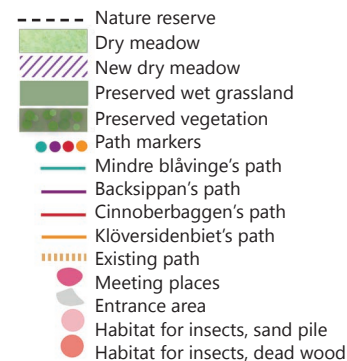 Nature reserve
Dry meadow
New dry meadow
Preserved wet grassland
Preserved vegetation
Path markers
Mindre blåvinge's path
Backsippan's path
Cinnoberbaggen's path
Klöversidenbiet's path
Existing path
Meeting places
Entrance area
Habitat for insects, sand pile
Habitat for insects, dead wood